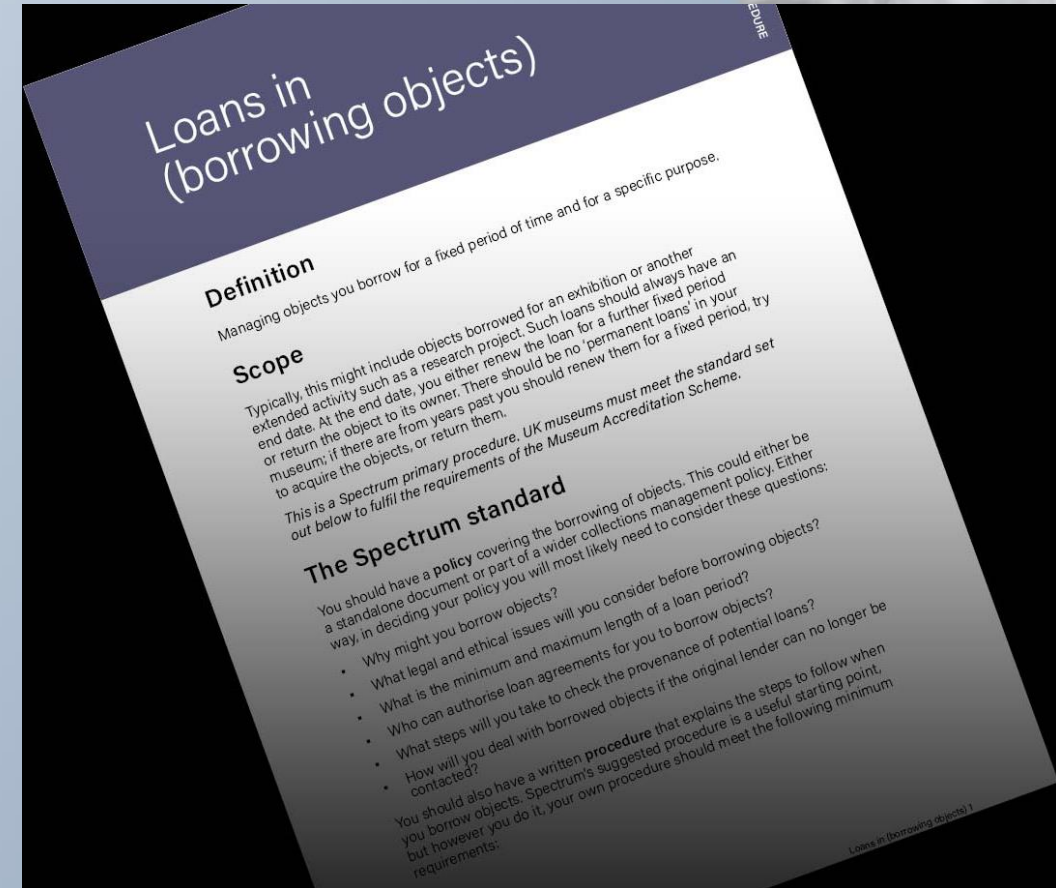 EDURE
Loans in
(borrowing objects)
Definition
Managing objects you borrow for a fixed period of time and for a specific purpose.
Scope
Typically, this might include objects borrowed for an exhibition or another
extended activity such as a research project. Such loans should always have an
end date. At the end date, you either renew the loan for a further fixed period
or return the object to its owner. There should be no 'permanent loans' in your
museum; if there are from years past you should renew them for a fixed period, try
to acquire the objects, or return them.
This is a Spectrum primary procedure. UK museums must meet the standard set
out below to fulfil the requirements of the Museum Accreditation Scheme.
The Spectrum standard
You should have a policy covering the borrowing of objects. This could either be
a standalone document or part of a wider collections management policy. Either
way, in deciding your policy you will most likely need to consider these questions:
• Why might you borrow objects?
• What legal and ethical issues will you consider before borrowing objects?
• What is the minimum and maximum length of a loan period?
• Who can authorise loan agreements for you to borrow objects?
• What steps will you take to check the provenance of potential loans?
• How will you deal with borrowed objects if the original lender can no longer be
contacted?
You should also have a written procedure that explains the steps to follow when
you borrow objects. Spectrum's suggested procedure is a useful starting point,
but however you do it, your own procedure should meet the following minimum
requirements:
Loans in (borrowing objects) 1